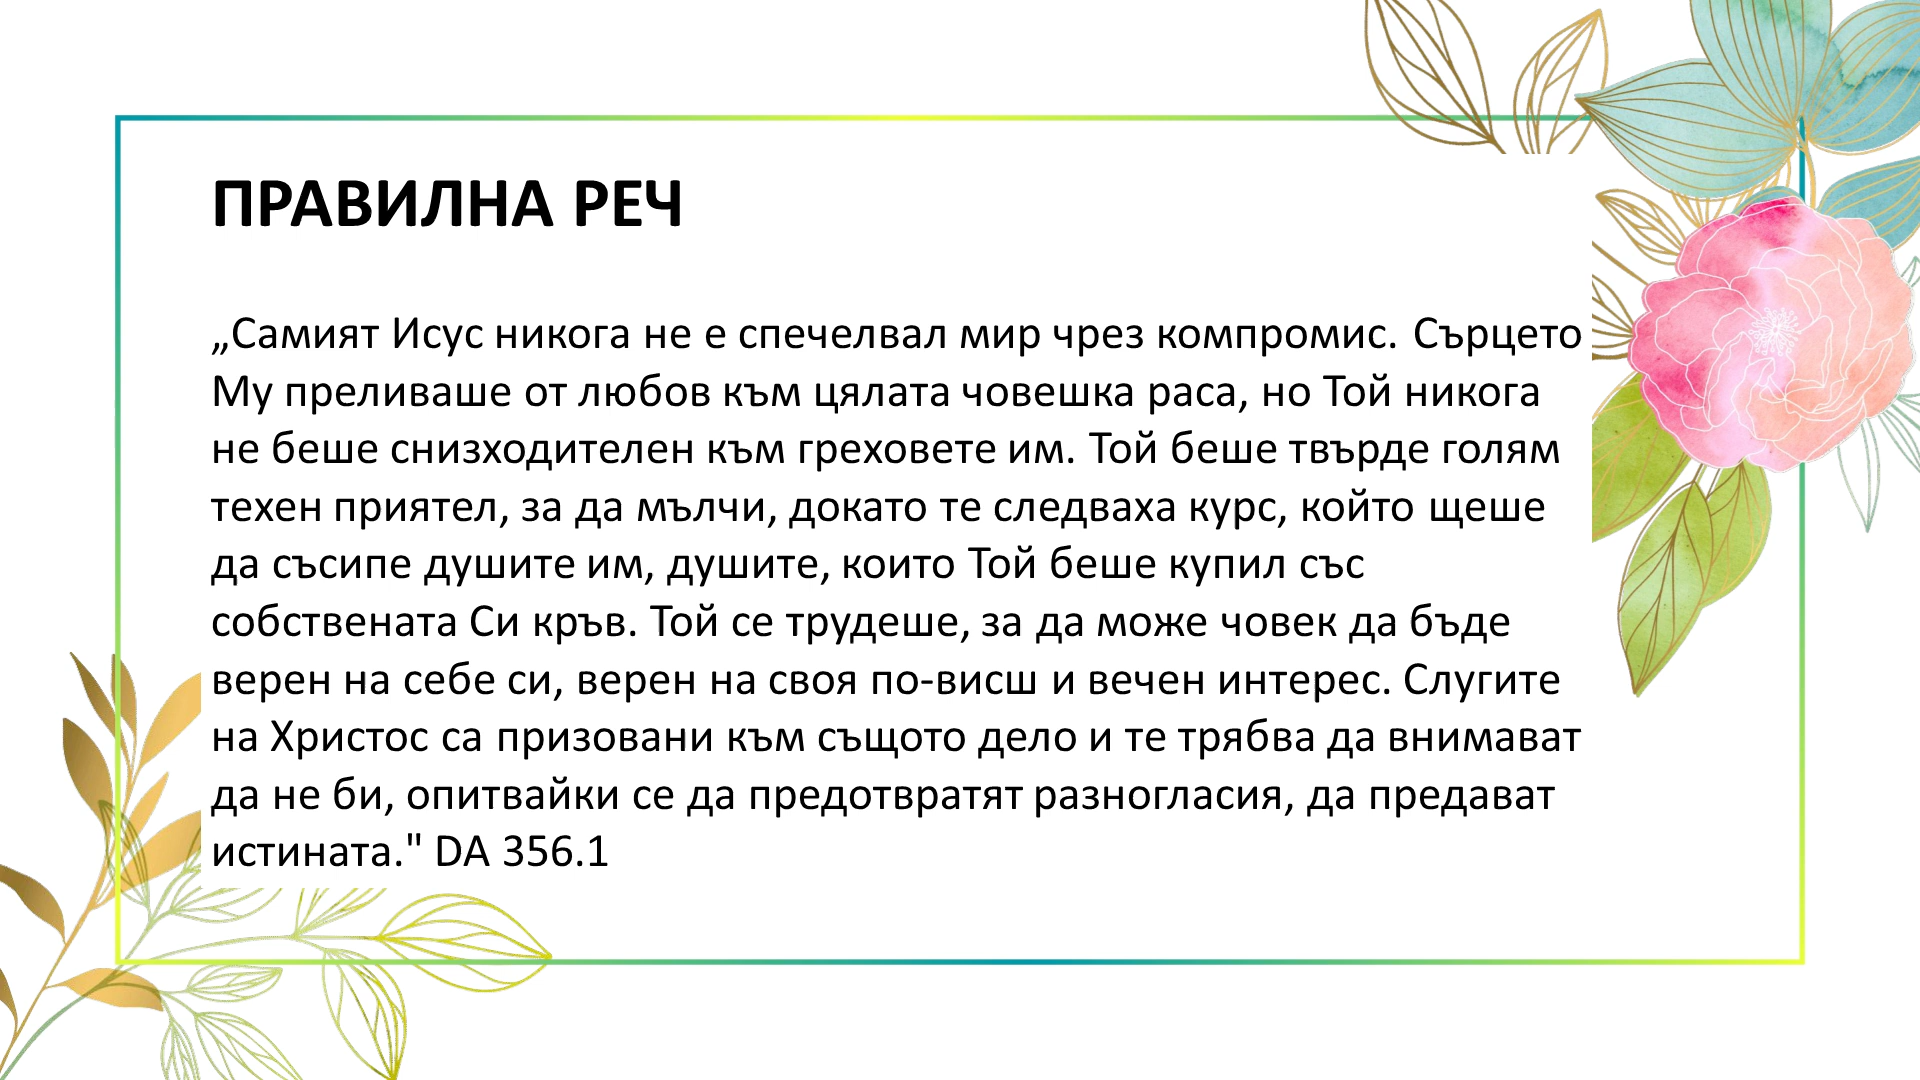 ПРАВИЛНА РЕЧ
„Самият Исус никога не е спечелвал мир чрез компромис. Сърцето
Му преливаше от любов към цялата човешка раса, но Той никога
не беше снизходителен към греховете им. Той беше твърде голям
техен приятел, за да мълчи, докато те следваха курс, който щеше
да съсипе душите им, душите, които Той беше купил със
собствената Си кръв. Той се трудеше, за да може човек да бъде
верен на себе си, верен на своя по-висш и вечен интерес. Слугите
на Христос са призовани към същото дело и те трябва да внимават
да не би, опитвайки се да предотвратят разногласия, да предават
истината." DA 356.1